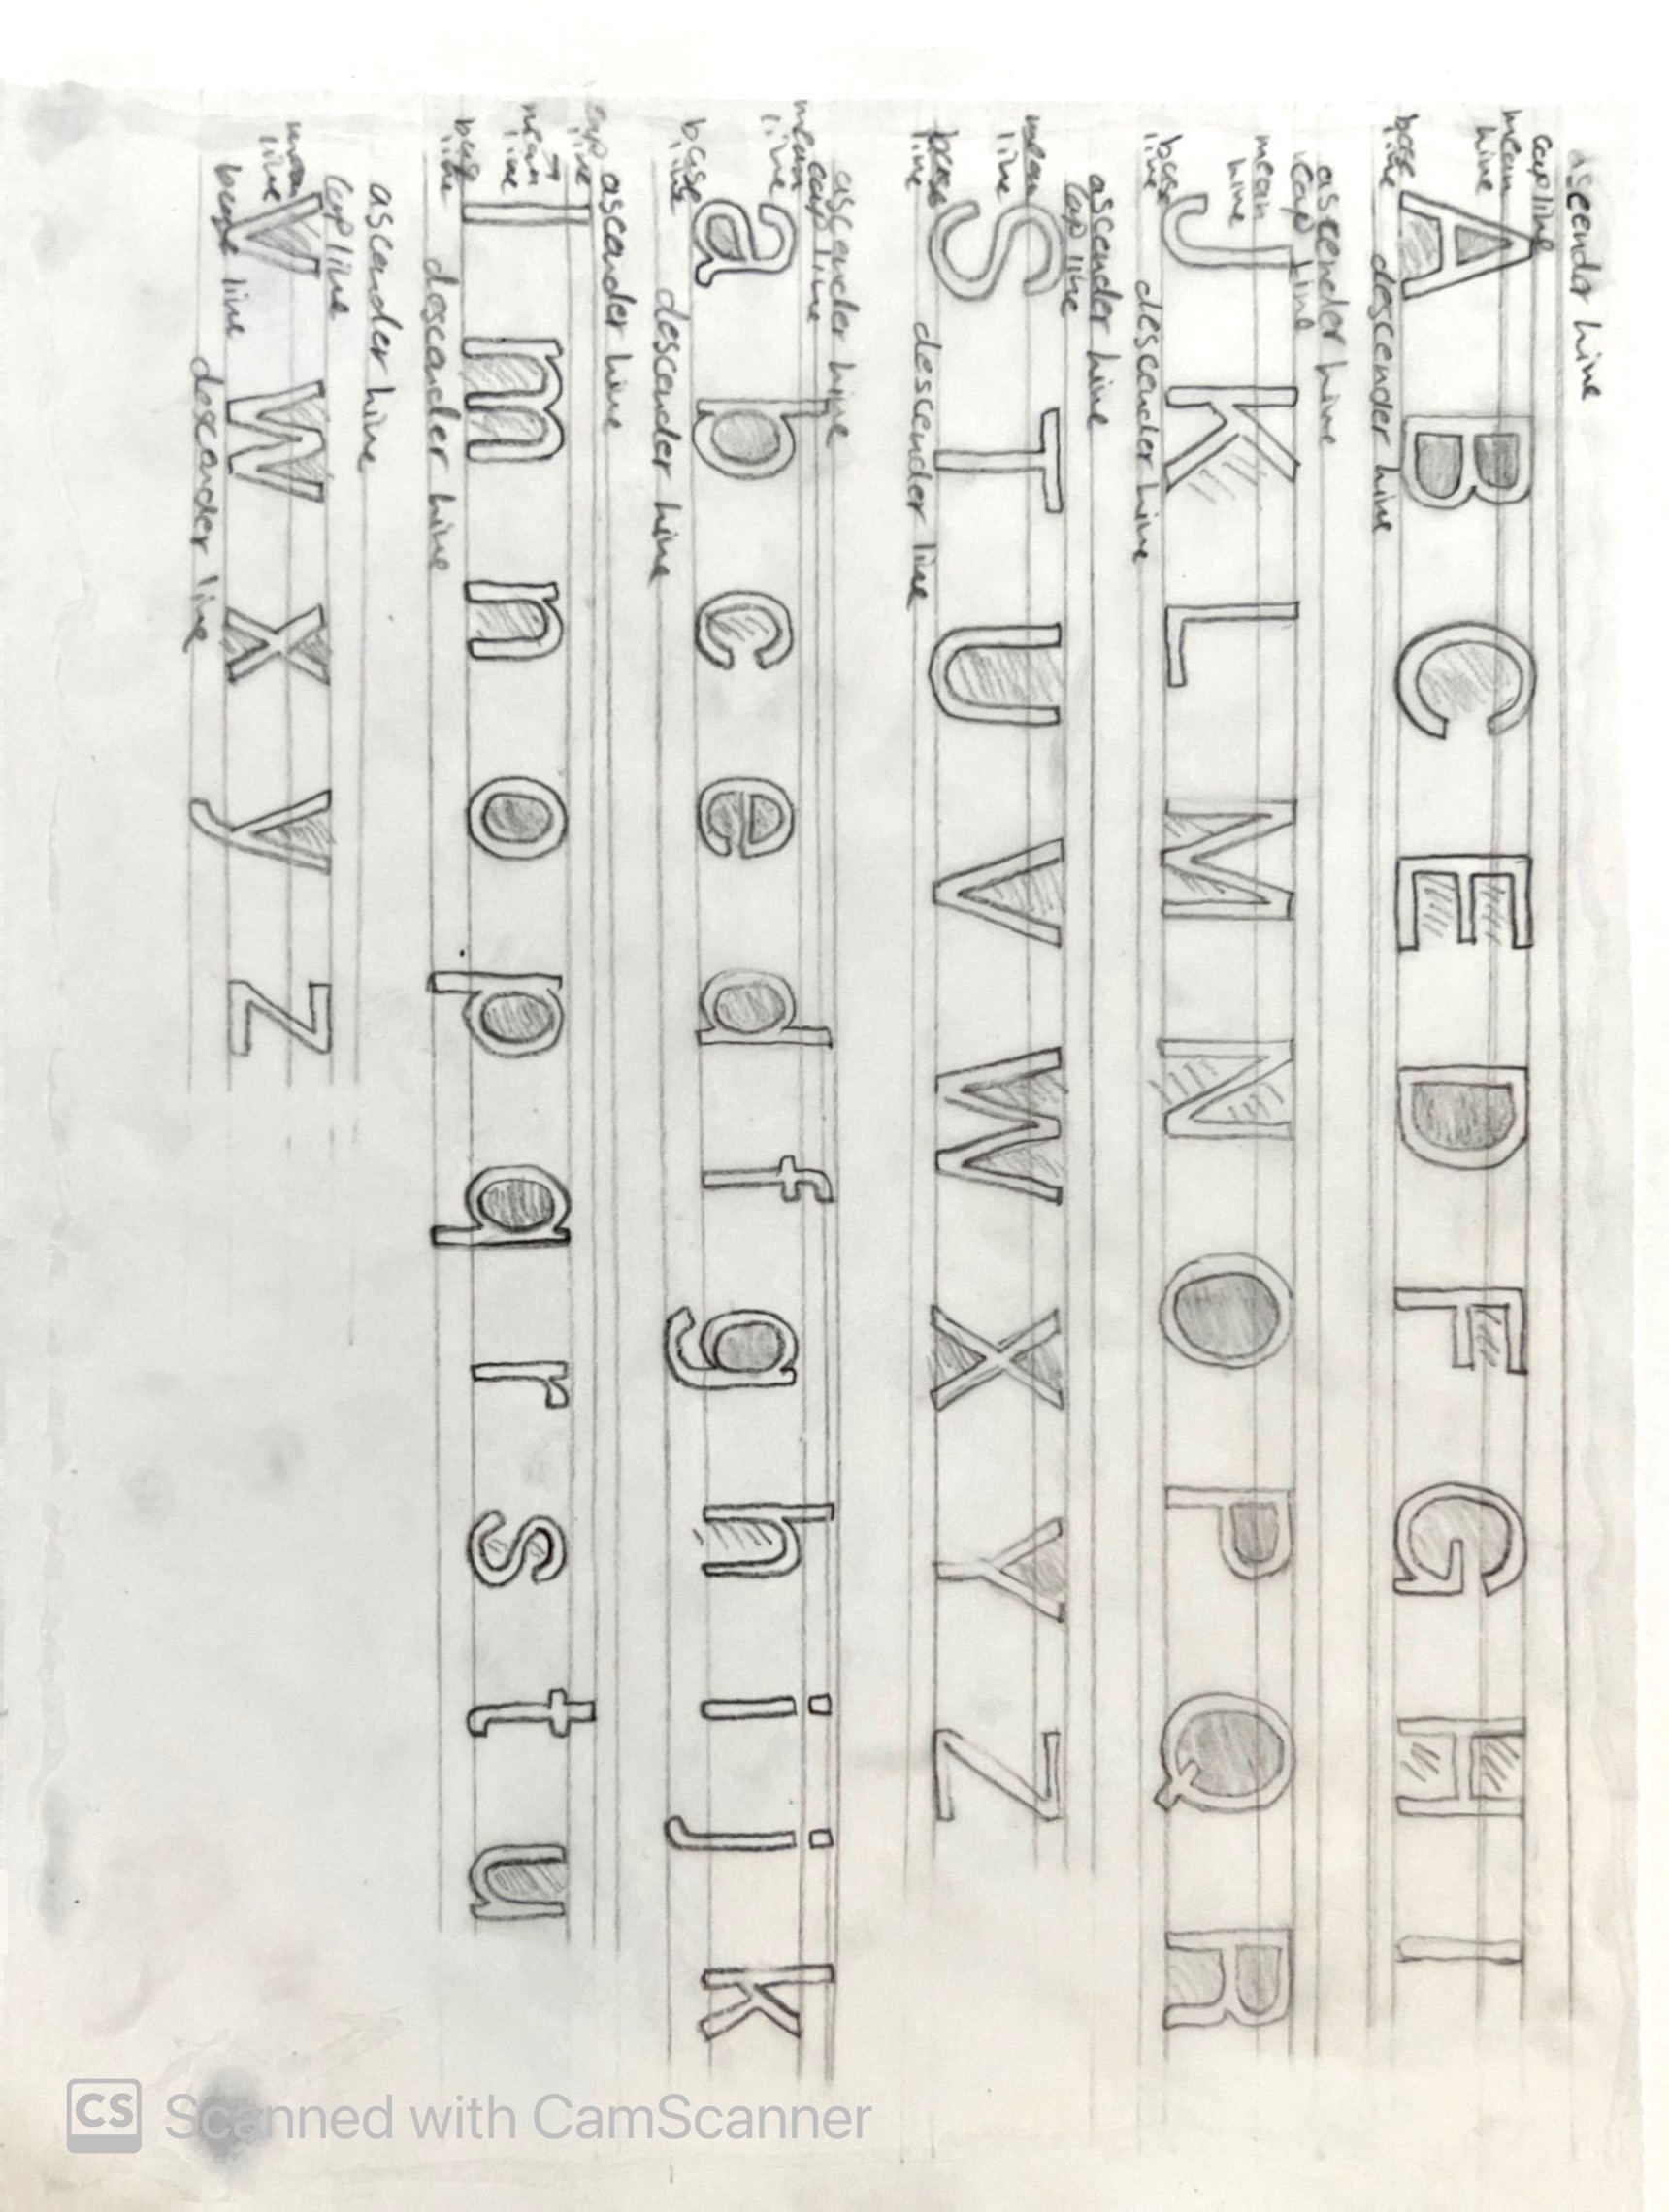 ascender line
cap line
mean line
A B C E D F G H I
base line
descender line
ascender line
cap line
mean line
J K L M N O P Q R
base line
descender line
ascender line
cap line
mean line
S T U V W X Y Z
base line
descender line
ascender line
cap line
mean line
a b c e d f g h i j k
base line
descender line
ascender line
cap line
mean line
l m n o p q r s t u
base line
descender line
ascender line
cap line
mean line
v w x y z
base line
descender line
CS Scanned with CamScanner